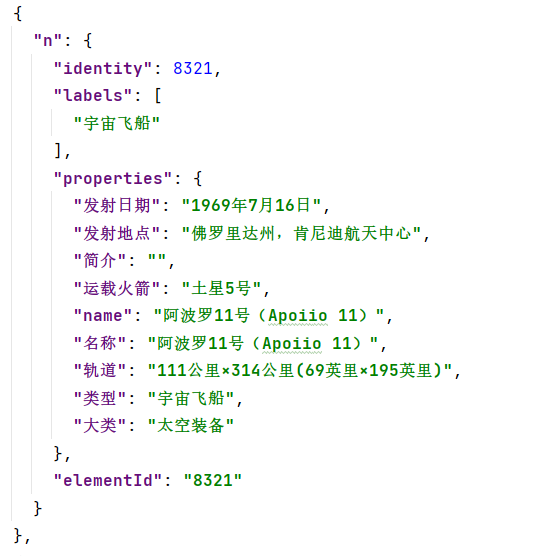 {
"n": {
"identity": 8321,
"labels": [
"宇宙飞船"
],
"properties": {
"发射日期": "1969年7月16日",
"发射地点": "佛罗里达州，肯尼迪航天中心",
"简介": "",
"运载火箭": "土星5号",
"name": "阿波罗11号（Apoiio 11）",
"名称": "阿波罗11号（Apoiio 11）",
"轨道": "111公里×314公里(69英里×195英里)",
"类型": "宇宙飞船",
"大类": "太空装备"
},
"elementId": "8321"
}
},